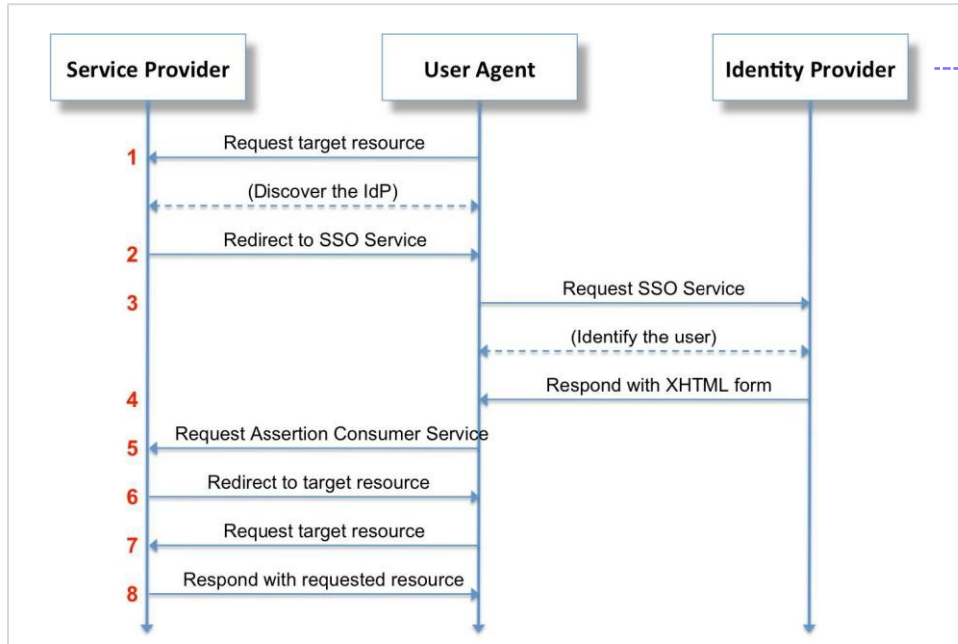 Service Provider
User Agent
Identity Provider
1
Request target resource
(Discover the IdP)
2
Redirect to SSO Service
3
Request SSO Service
(Identify the user)
4
Respond with XHTML form
5
Request Assertion Consumer Service
6
Redirect to target resource
7
Request target resource
8
Respond with requested resource